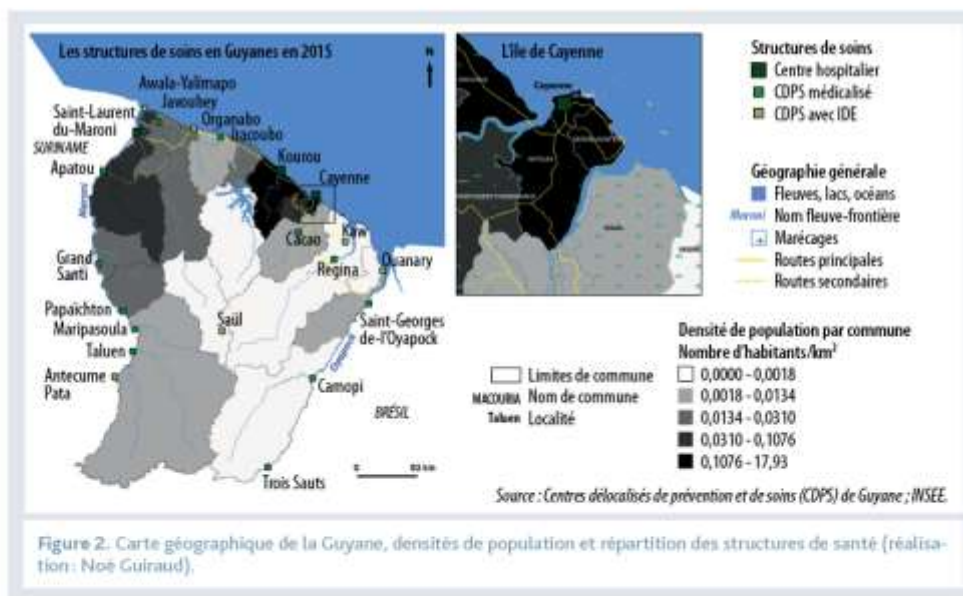 Les structures de soins en Guyanes en 2015
N
Awala-Yalimapo
Javouhey
Saint-Laurent
du-Maroni
Organabo
Iracoubo
SURINAME
Kourou
Apatou
Cayenne
Maroni
Cacao
Kaw
Grand
Santi
Regina
Ouanary
Papaïchton
Saül
Saint-Georges
de-l'Oyapock
Maripasoula
Taluen
Antecume
Pata
Camopi
BRÉSIL
Trois Sauts
L'île de Cayenne
Cayenne
Structures de soins
Centre hospitalier
CDPS médicalisé
CDPS avec IDE
Géographie générale
Fleuves, lacs, océans
Maroni Nom fleuve-frontière
Marécages
Routes principales
Routes secondaires
Limites de commune
MACOURIA Nom de commune
Taluen Localité
Densité de population par commune
Nombre d'habitants/km²
0,0000 - 0,0018
0,0018 - 0,0134
0,0134 - 0,0310
0,0310 - 0,1076
0,1076 - 17,93
Source : Centres délocalisés de prévention et de soins (CDPS) de Guyane ; INSEE.
Figure 2. Carte géographique de la Guyane, densités de population et répartition des structures de santé (réalisa-
tion : Noé Guiraud).